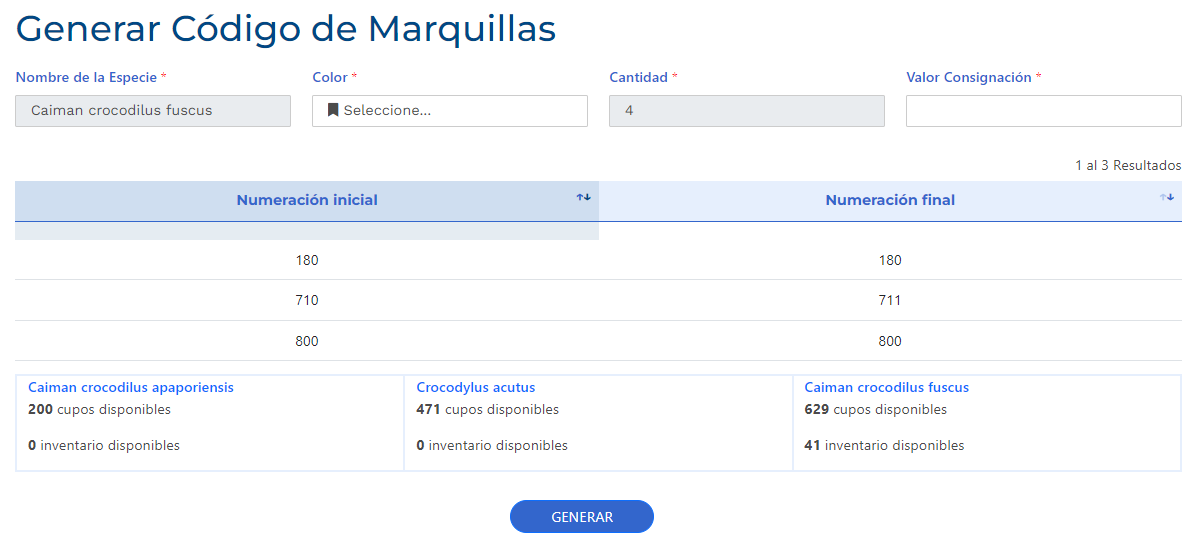 Generar Código de Marquillas
Nombre de la Especie * Color * Cantidad * Valor Consignación *
Caiman crocodilus fuscus Seleccione... 4
1 al 3 Resultados
Numeración inicial Numeración final
180 180
710 711
800 800
Caiman crocodilus apaporiensis Crocodylus acutus Caiman crocodilus fuscus
200 cupos disponibles 471 cupos disponibles 629 cupos disponibles
0 inventario disponibles 0 inventario disponibles 41 inventario disponibles
GENERAR